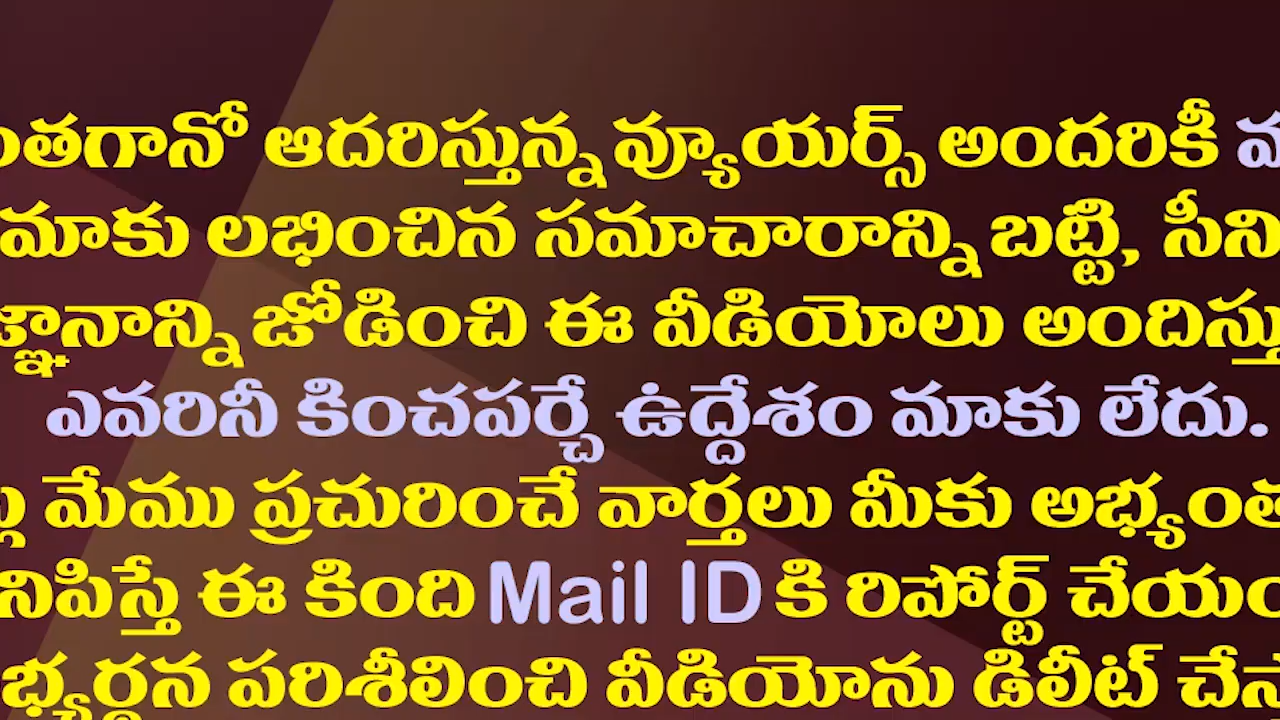 ఆదరిస్తున్న వ్యూయర్స్ అందరికీ
మాకు లభించిన సమాచారాన్ని బట్టి,
జోడించి ఈ వీడియోలు
ఎవరినీ కించపర్చే ఉద్దేశం మాకు లేదు.
మేము ప్రచురించే వార్తలు మీకు
ఈ కింది Mail ID కి రిపోర్ట్
పరిశీలించి వీడియోను డిలీట్